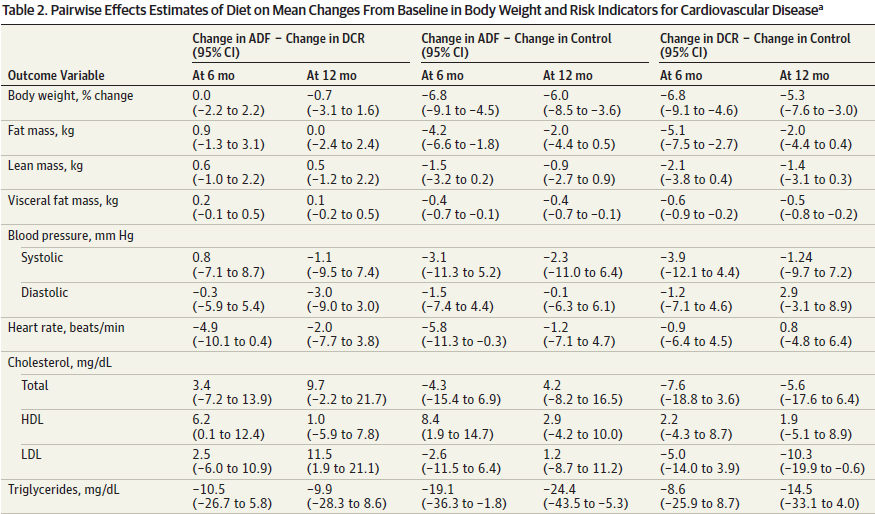 Table 2. Pairwise Effects Estimates of Diet on Mean Changes From Baseline in Body Weight and Risk Indicators for Cardiovascular Diseaseᵃ
Change in ADF − Change in DCR (95% CI) Change in ADF − Change in Control (95% CI) Change in DCR − Change in Control (95% CI)
Outcome Variable At 6 mo At 12 mo At 6 mo At 12 mo At 6 mo At 12 mo
Body weight, % change 0.0 −0.7 −6.8 −6.0 −6.8 −5.3
(−2.2 to 2.2) (−3.1 to 1.6) (−9.1 to −4.5) (−8.5 to −3.6) (−9.1 to −4.6) (−7.6 to −3.0)
Fat mass, kg 0.9 0.0 −4.2 −2.0 −5.1 −2.0
(−1.3 to 3.1) (−2.4 to 2.4) (−6.6 to −1.8) (−4.4 to 0.5) (−7.5 to −2.7) (−4.4 to 0.4)
Lean mass, kg 0.6 0.5 −1.5 −0.9 −2.1 −1.4
(−1.0 to 2.2) (−1.2 to 2.2) (−3.2 to 0.2) (−2.7 to 0.9) (−3.8 to 0.4) (−3.1 to 0.3)
Visceral fat mass, kg 0.2 0.1 −0.4 −0.4 −0.6 −0.5
(−0.1 to 0.5) (−0.2 to 0.5) (−0.7 to −0.1) (−0.7 to −0.1) (−0.9 to −0.2) (−0.8 to −0.2)
Blood pressure, mm Hg
Systolic 0.8 −1.1 −3.1 −2.3 −3.9 −1.24
(−7.1 to 8.7) (−9.5 to 7.4) (−11.3 to 5.2) (−11.0 to 6.4) (−12.1 to 4.4) (−9.7 to 7.2)
Diastolic −0.3 −3.0 −1.5 −0.1 −1.2 2.9
(−5.9 to 5.4) (−9.0 to 3.0) (−7.4 to 4.4) (−6.3 to 6.1) (−7.1 to 4.6) (−3.1 to 8.9)
Heart rate, beats/min −4.9 −2.0 −5.8 −1.2 −0.9 0.8
(−10.1 to 0.4) (−7.7 to 3.8) (−11.3 to −0.3) (−7.1 to 4.7) (−6.4 to 4.5) (−4.8 to 6.4)
Cholesterol, mg/dL
Total 3.4 9.7 −4.3 4.2 −7.6 −5.6
(−7.2 to 13.9) (−2.2 to 21.7) (−15.4 to 6.9) (−8.2 to 16.5) (−18.8 to 3.6) (−17.6 to 6.4)
HDL 6.2 1.0 8.4 2.9 2.2 1.9
(0.1 to 12.4) (−5.9 to 7.8) (1.9 to 14.7) (−4.2 to 10.0) (−4.3 to 8.7) (−5.1 to 8.9)
LDL 2.5 11.5 −2.6 1.2 −5.0 −10.3
(−6.0 to 10.9) (1.9 to 21.1) (−11.5 to 6.4) (−8.7 to 11.2) (−14.0 to 3.9) (−19.9 to −0.6)
Triglycerides, mg/dL −10.5 −9.9 −19.1 −24.4 −8.6 −14.5
(−26.7 to 5.8) (−28.3 to 8.6) (−36.3 to −1.8) (−43.5 to −5.3) (−25.9 to 8.7) (−33.1 to 4.0)